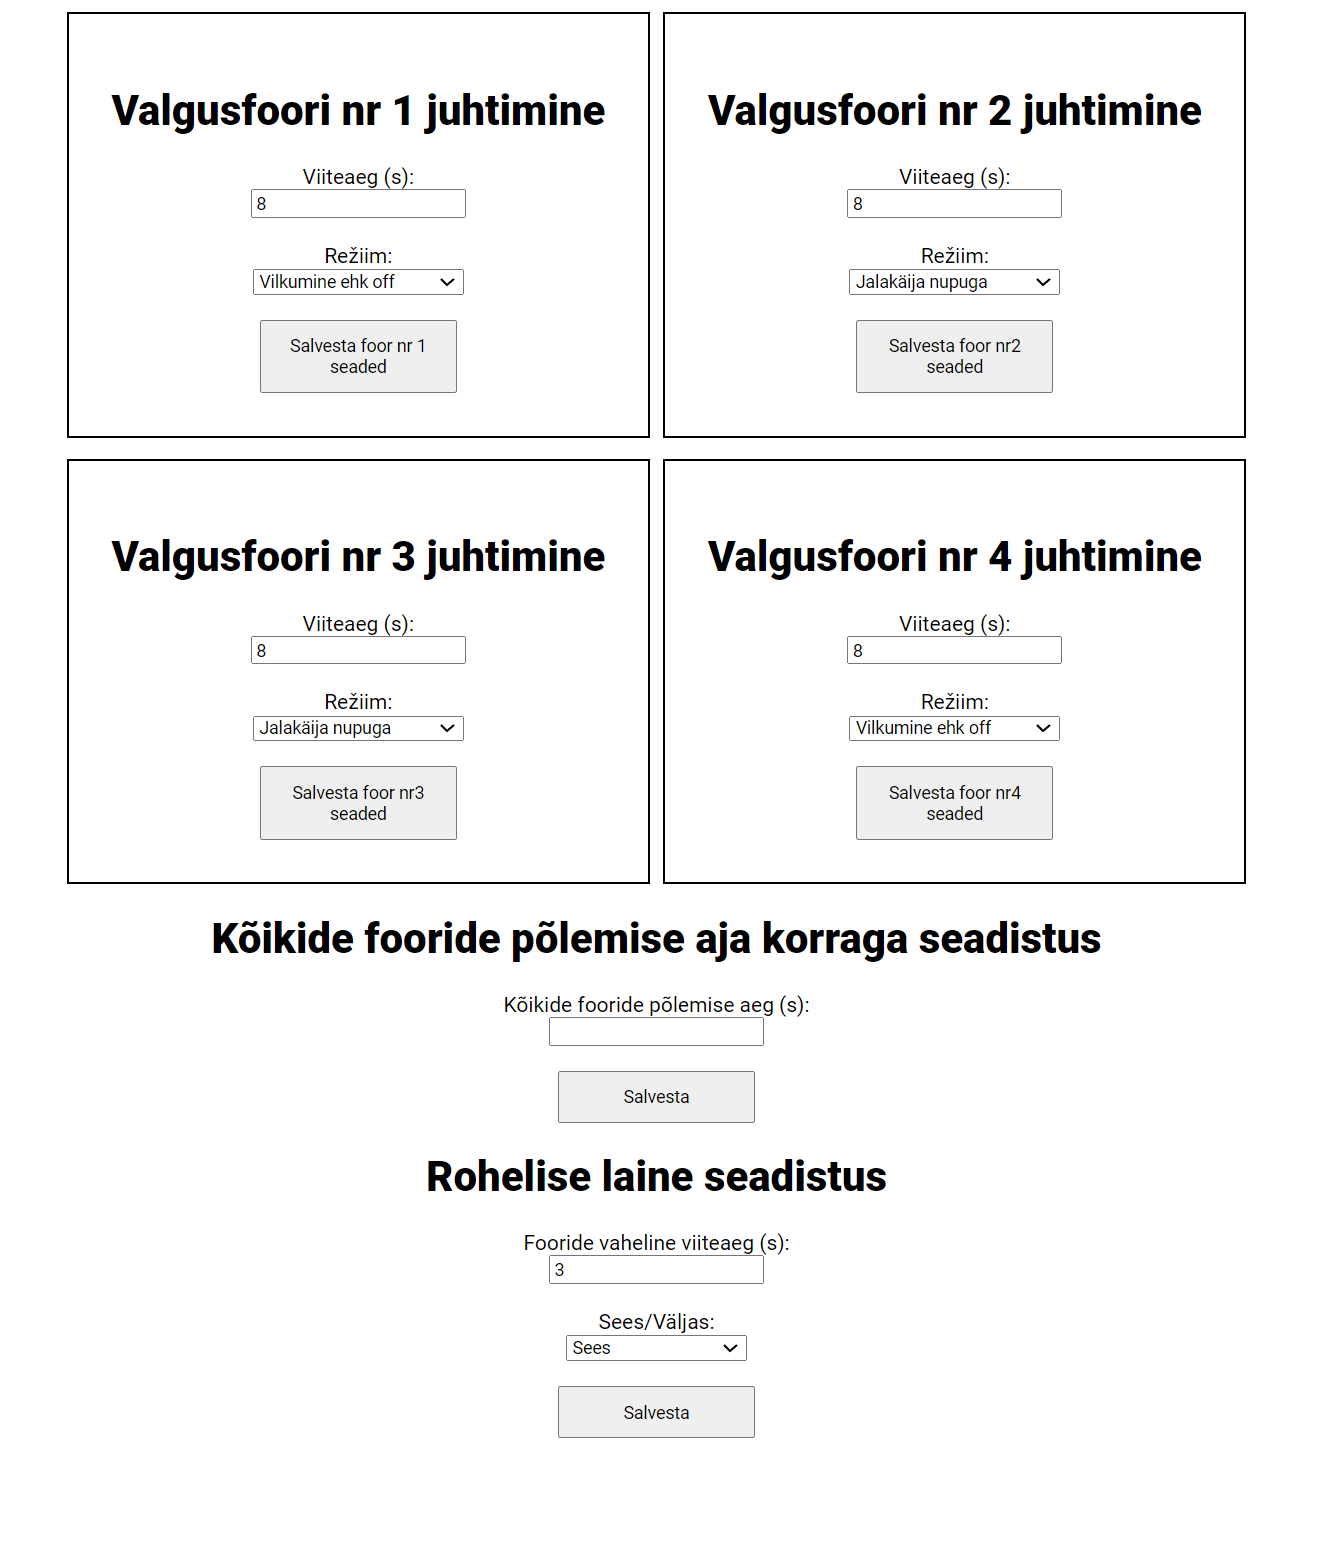 Valgusfoori nr 1 juhtimine
Viiteaeg (s):
8
Režiim:
Vilkumine ehk off
Salvesta foor nr 1
seaded
Valgusfoori nr 2 juhtimine
Viiteaeg (s):
8
Režiim:
Jalakäija nupuga
Salvesta foor nr2
seaded
Valgusfoori nr 3 juhtimine
Viiteaeg (s):
8
Režiim:
Jalakäija nupuga
Salvesta foor nr3
seaded
Valgusfoori nr 4 juhtimine
Viiteaeg (s):
8
Režiim:
Vilkumine ehk off
Salvesta foor nr4
seaded
Kõikide fooride põlemise aja korraga seadistus
Kõikide fooride põlemise aeg (s):
Salvesta
Rohelise laine seadistus
Fooride vaheline viiteaeg (s):
3
Sees/Väljas:
Sees
Salvesta